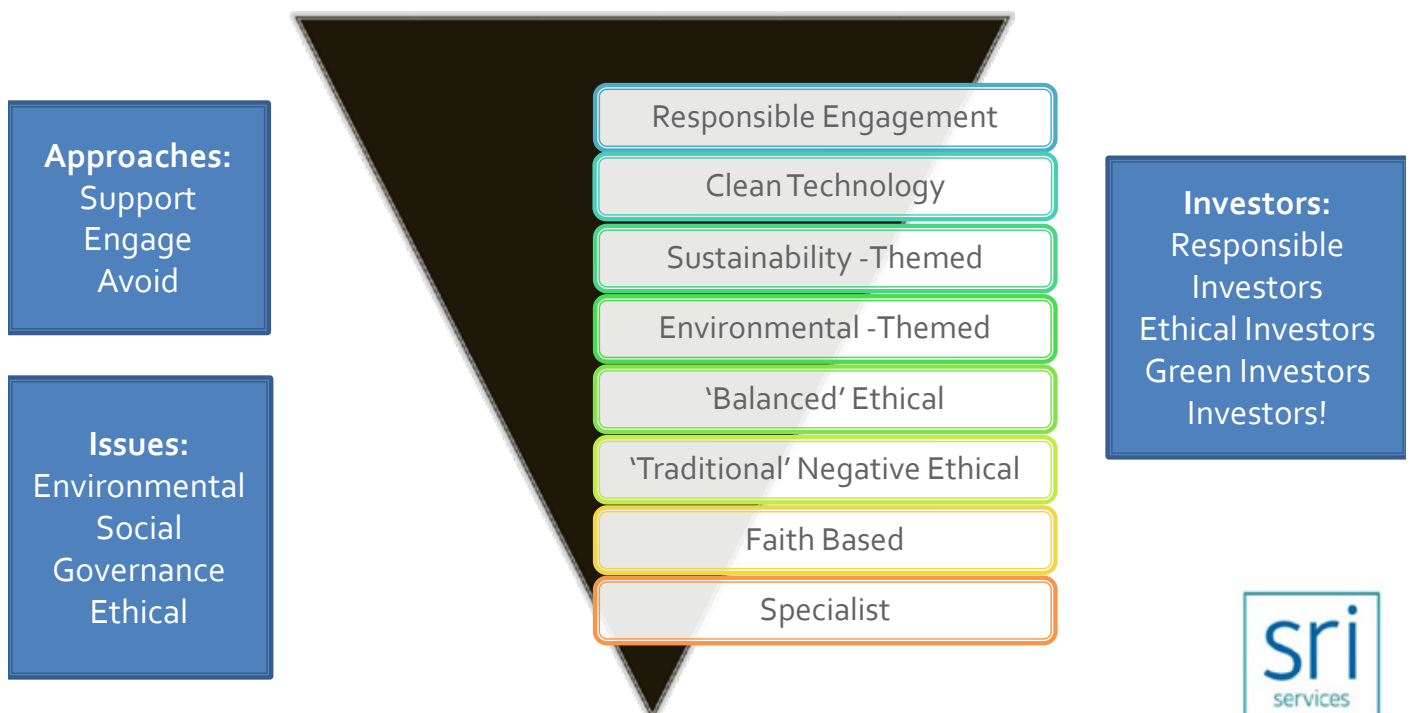 Approaches:
Support
Engage
Avoid
Issues:
Environmental
Social
Governance
Ethical
Responsible Engagement
Clean Technology
Sustainability -Themed
Environmental -Themed
‘Balanced’ Ethical
‘Traditional’ Negative Ethical
Faith Based
Specialist
Investors:
Responsible
Investors
Ethical Investors
Green Investors
Investors!
sri
services